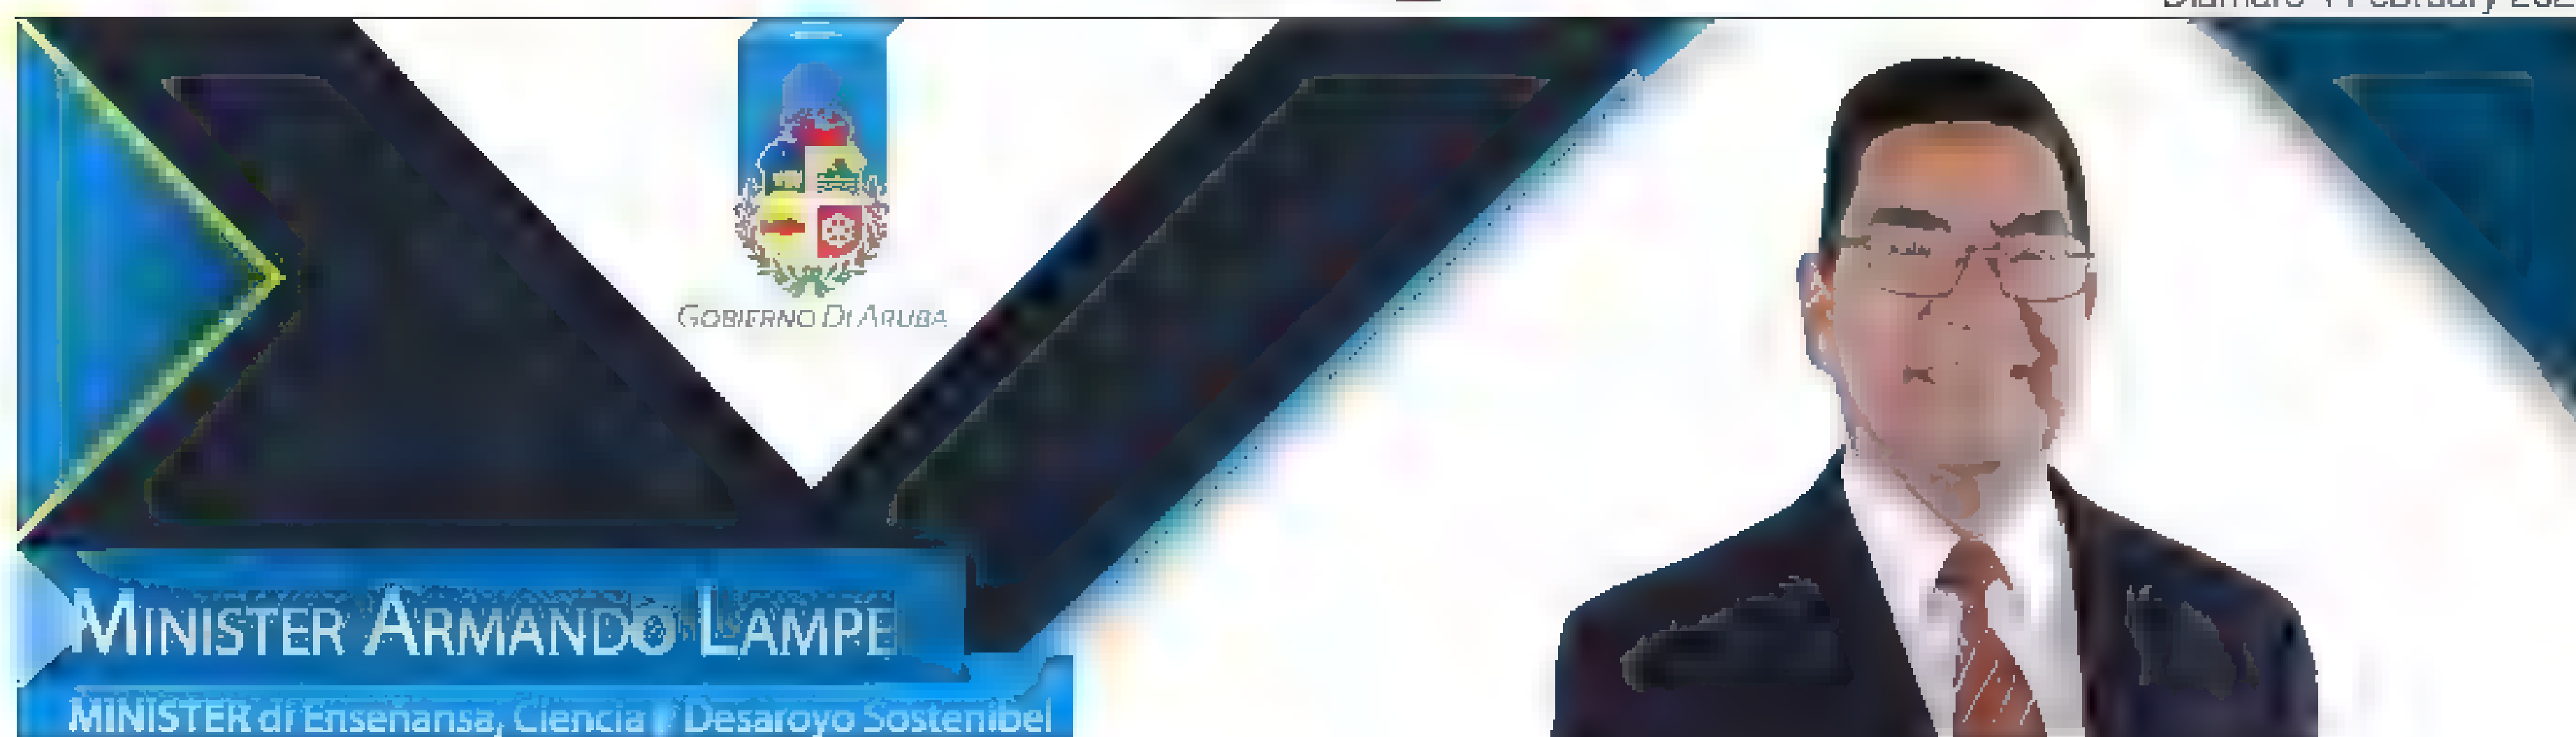 GOBIERNO DI ARUBA
MINISTER ARMANDO LAMPE
MINISTER di Enseñansa, Ciencia y Desaroyo Sostenibel